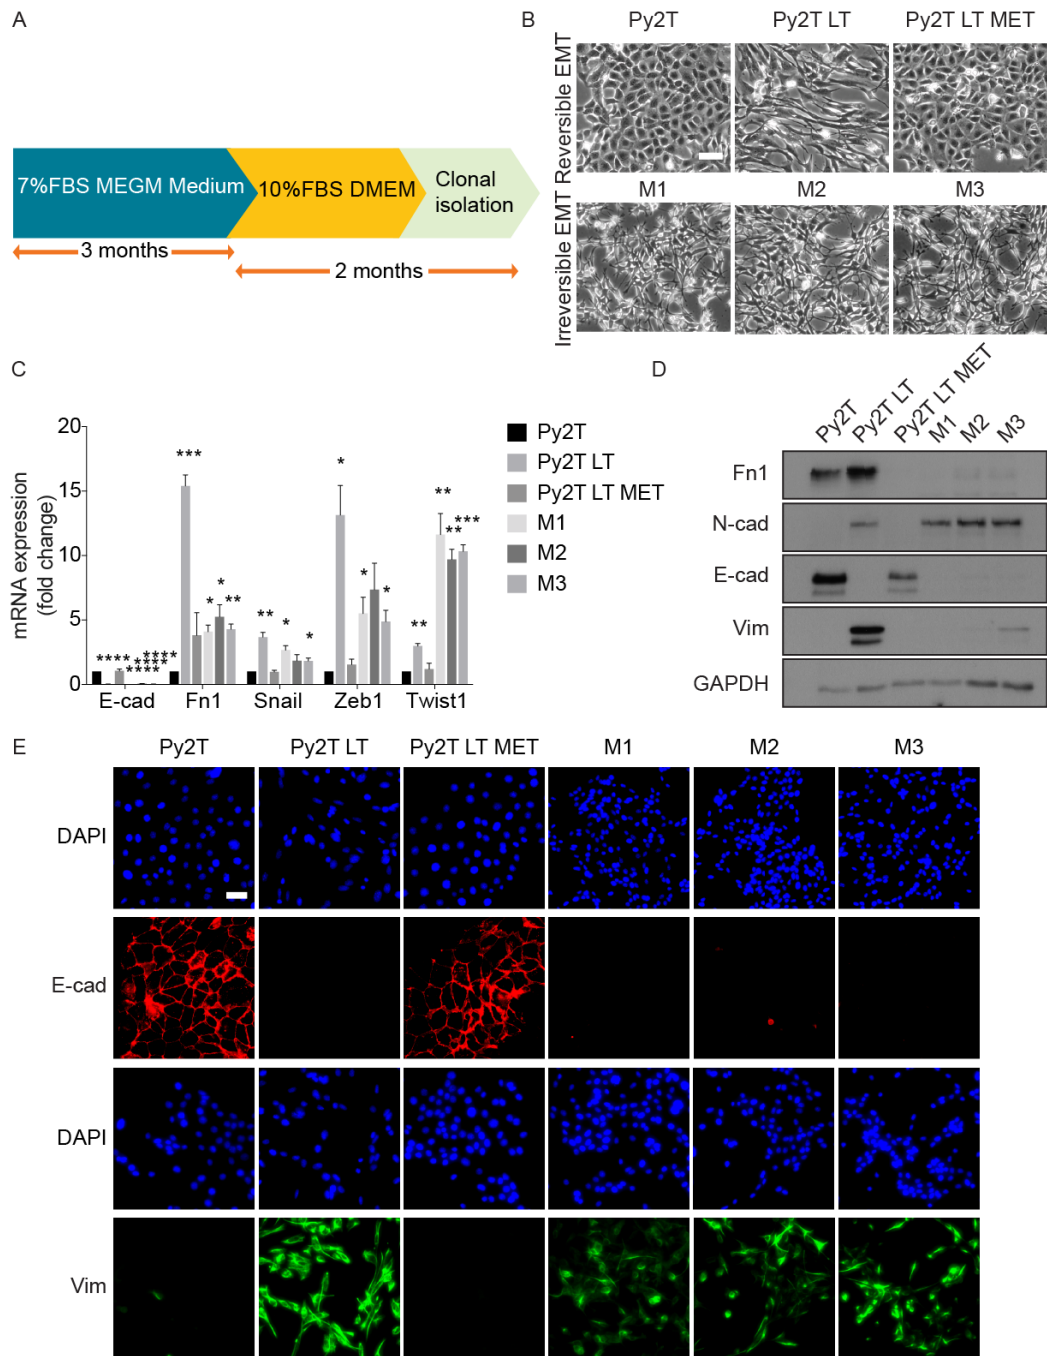 A
7%FBS MEGM Medium
10%FBS DMEM
Clonal
isolation
3 months
2 months
B
Py2T
Py2T LT
Py2T LT MET
Reversible EMT
M1
M2
M3
Irreversible EMT
C
mRNA expression
(fold change)
20
15
10
5
0
****
****
****
****
***
*
*
**
**
*
*
*
*
*
**
**
**
***
E-cad
Fn1
Snail
Zeb1
Twist1
Py2T
Py2T LT
Py2T LT MET
M1
M2
M3
D
Py2T
Py2T LT
Py2T LT MET
M1
M2
M3
Fn1
N-cad
E-cad
Vim
GAPDH
E
Py2T
Py2T LT
Py2T LT MET
M1
M2
M3
DAPI
E-cad
DAPI
Vim